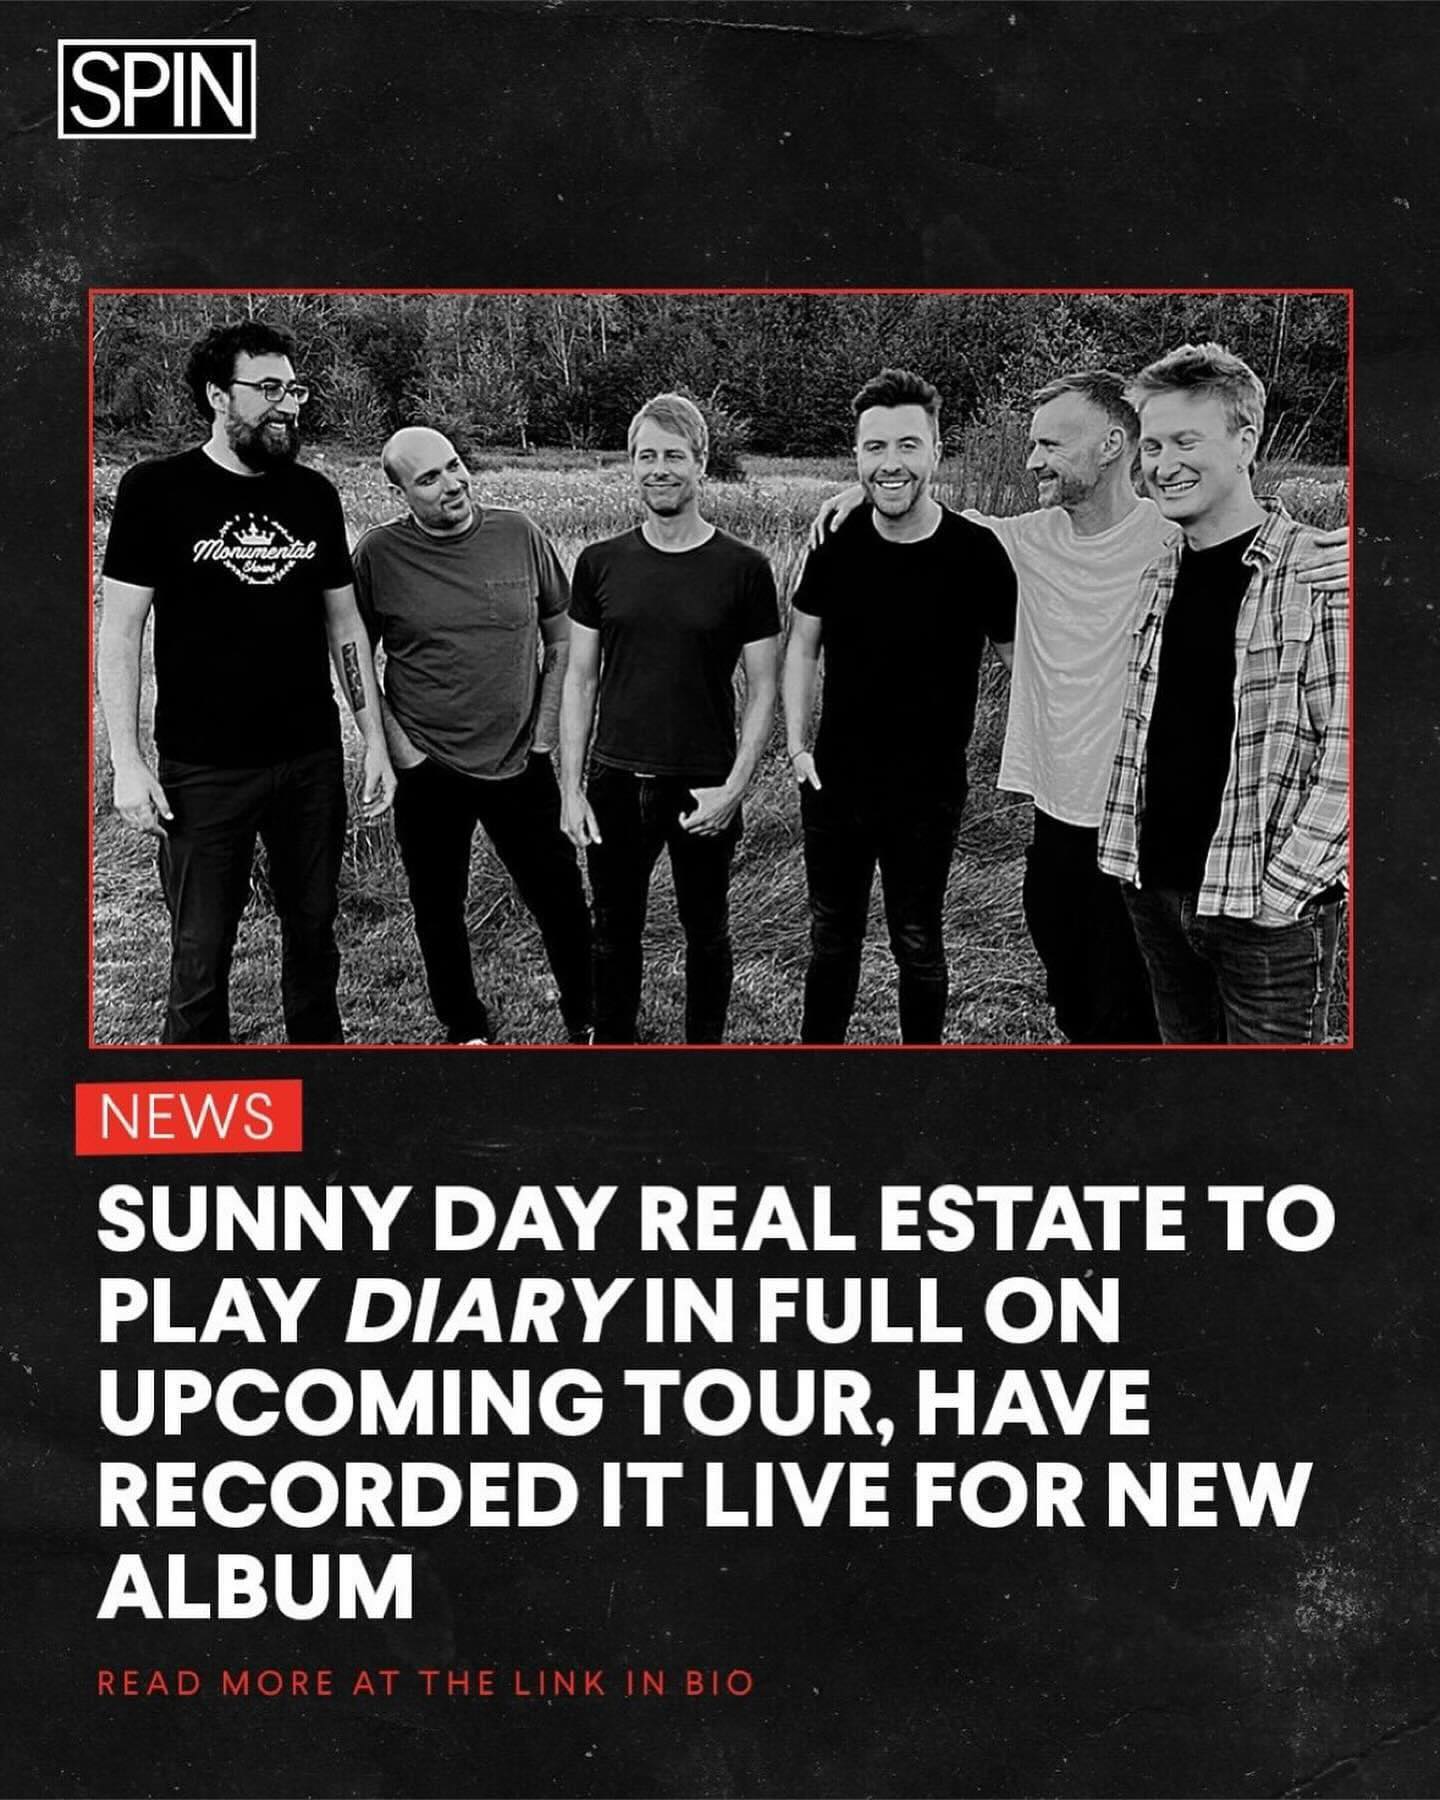 SPIN
Monumental
Shows
NEWS
SUNNY DAY REAL ESTATE TO
PLAY DIARY IN FULL ON
UPCOMING TOUR, HAVE
RECORDED IT LIVE FOR NEW
ALBUM
READ MORE AT THE LINK IN BIO